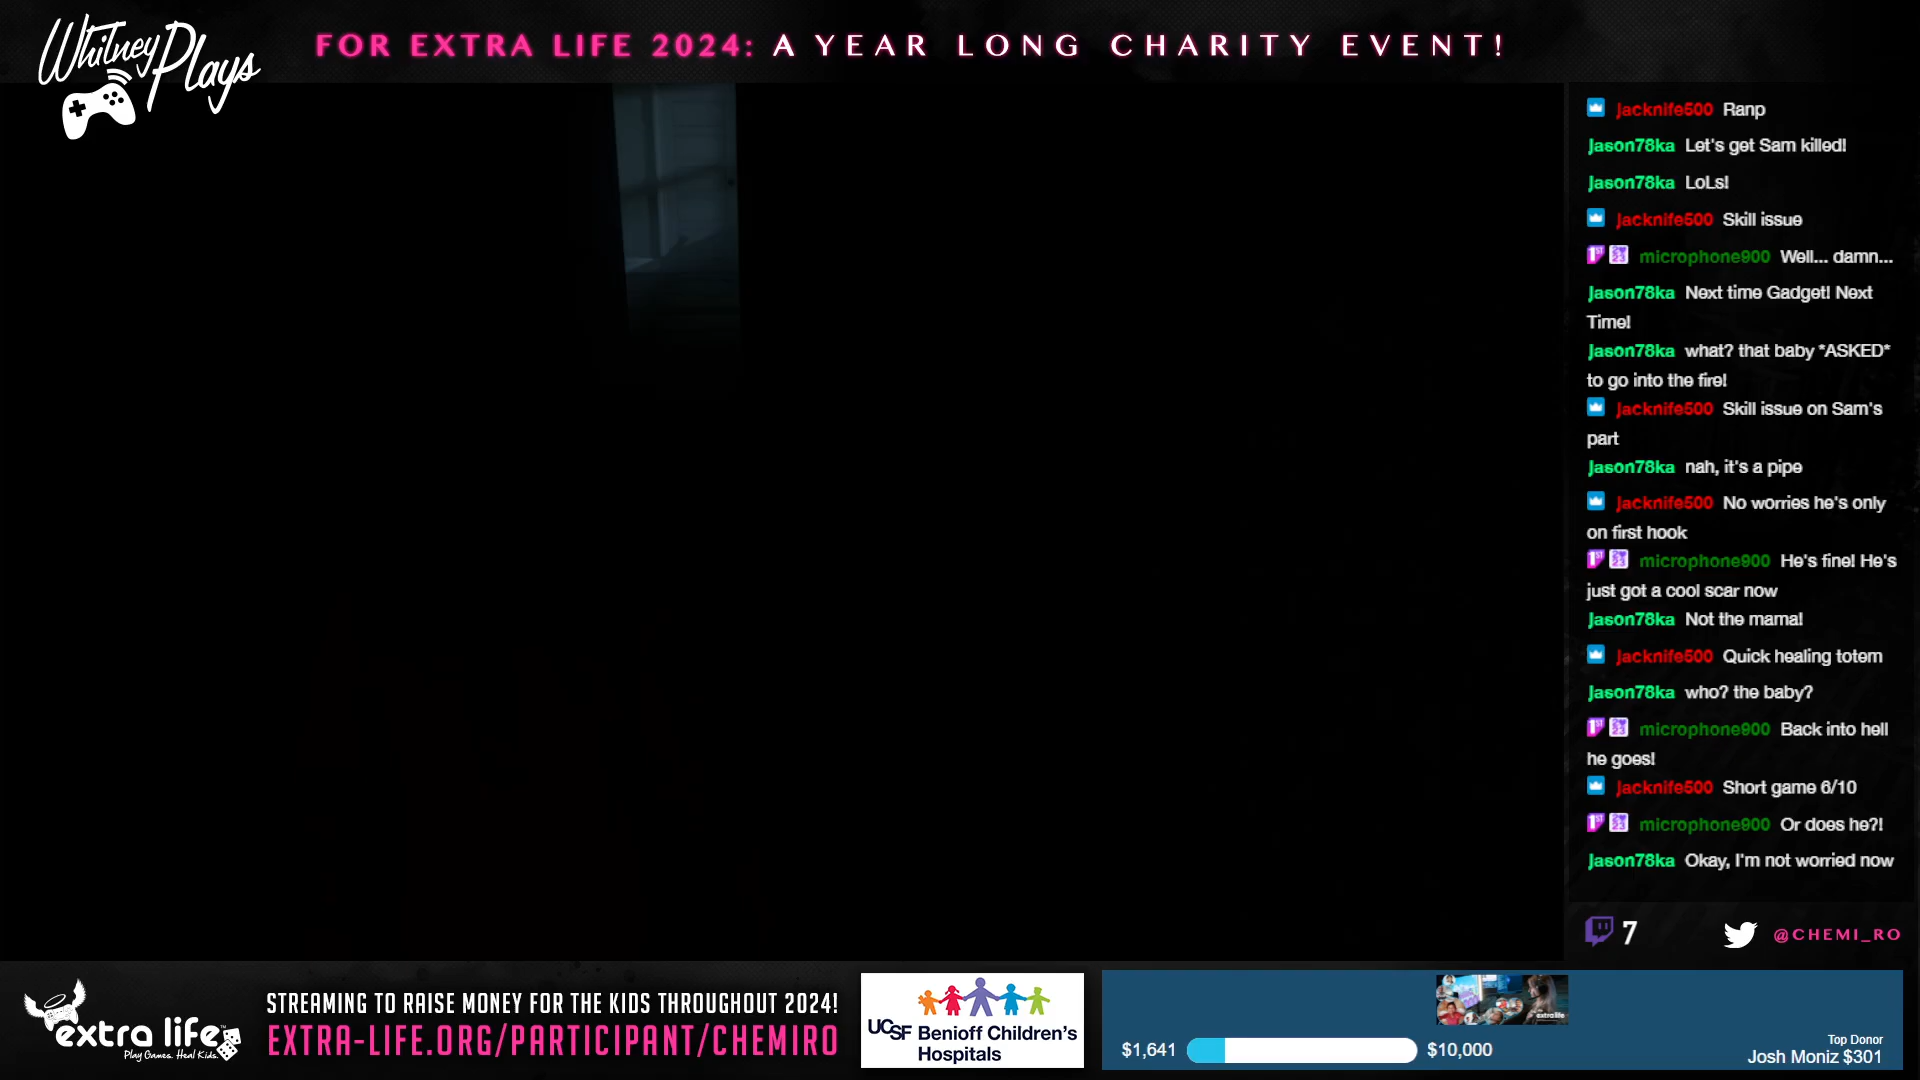 Whitney Plays
FOR EXTRA LIFE 2024: A YEAR LONG CHARITY EVENT!
Jacknife500 Ranp
Jason78ka Let's get Sam killed!
Jason78ka LoLs!
Jacknife500 Skill issue
microphone900 Well... damn...
Jason78ka Next time Gadget! Next
Time!
Jason78ka what? that baby *ASKED*
to go into the fire!
Jacknife500 Skill issue on Sam's
part
Jason78ka nah, it's a pipe
Jacknife500 No worries he's only
on first hook
microphone900 He's fine! He's
just got a cool scar now
Jason78ka Not the mama!
Jacknife500 Quick healing totem
Jason78ka who? the baby?
microphone900 Back into hell
he goes!
Jacknife500 Short game 6/10
microphone900 Or does he?!
Jason78ka Okay, I'm not worried now
7
@CHEMI_RO
extra life
Play Games. Heal Kids.
STREAMING TO RAISE MONEY FOR THE KIDS THROUGHOUT 2024!
EXTRA-LIFE.ORG/PARTICIPANT/CHEMIRO
UCSF Benioff Children's
Hospitals
$1,641
$10,000
Top Donor
Josh Moniz $301